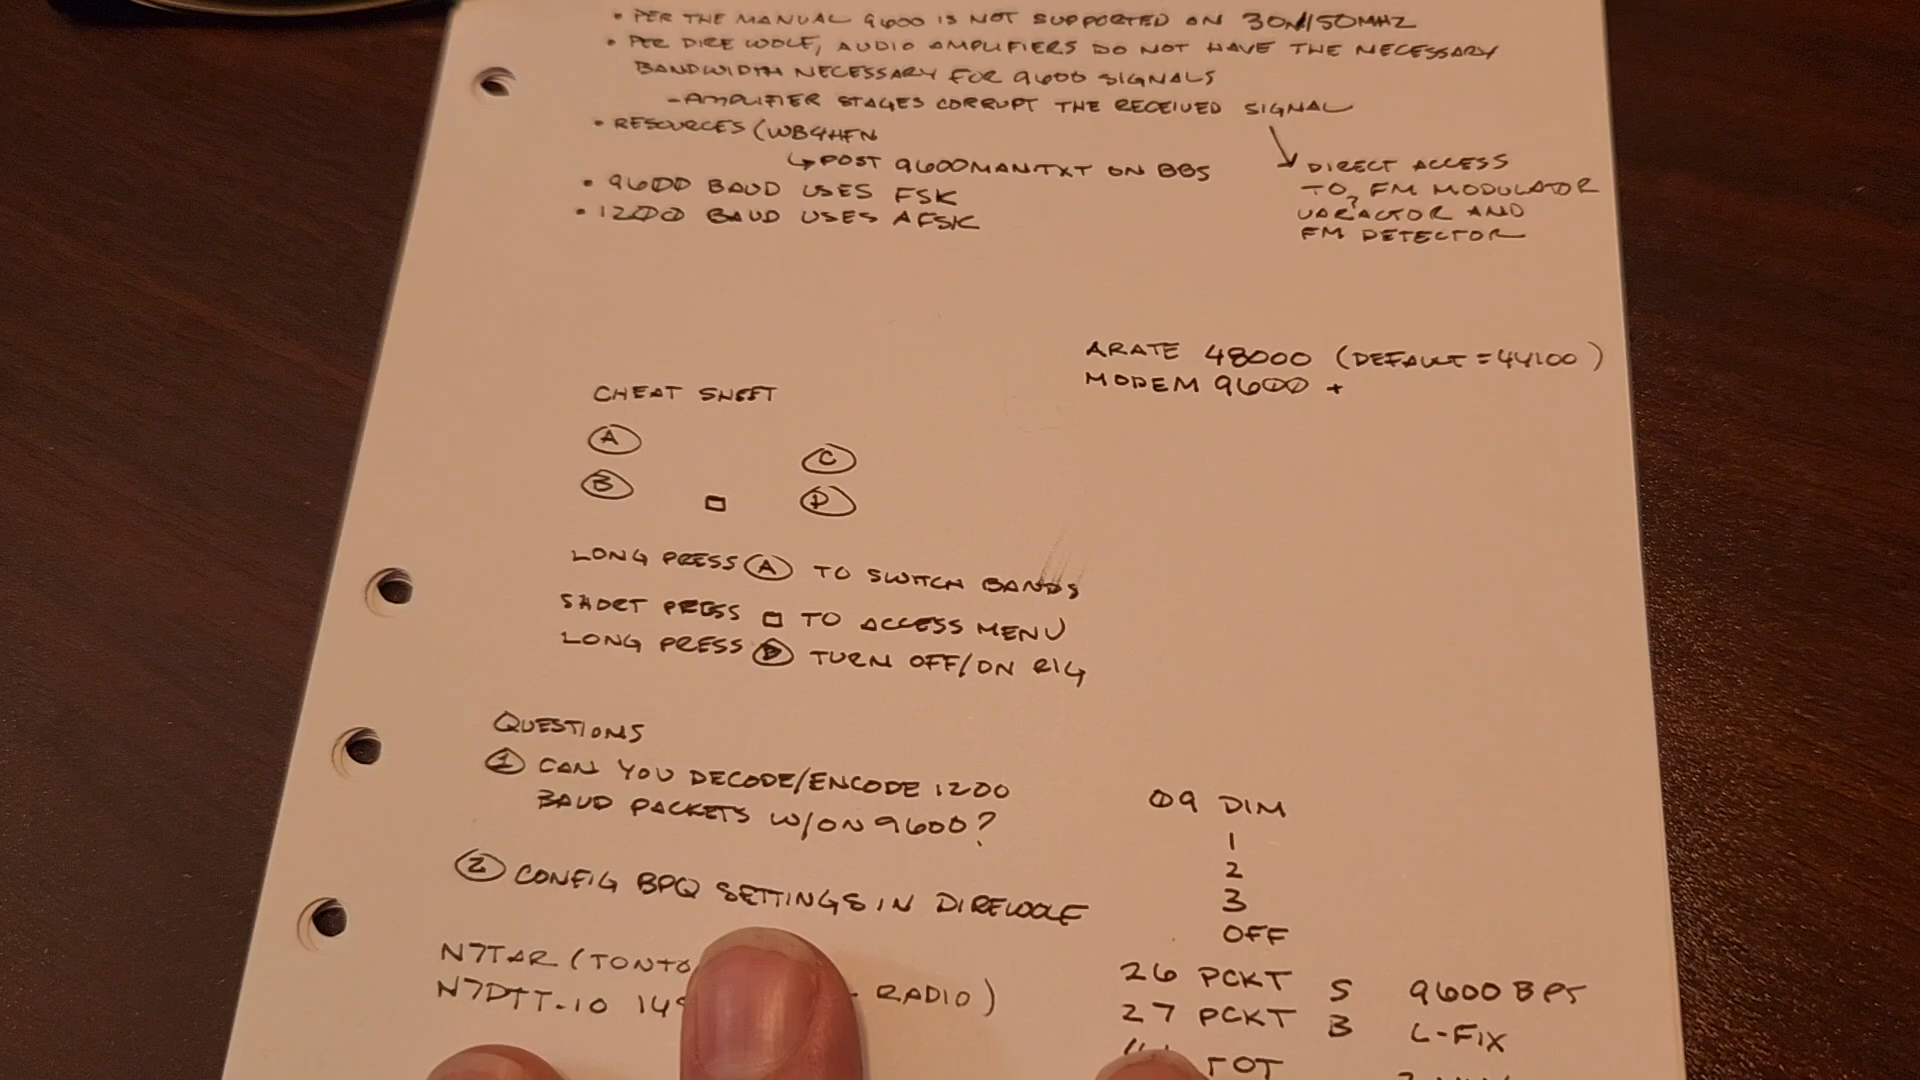 • PER THE MANUAL 9600 IS NOT SUPPORTED ON 50MHZ
• PER DIRE WOLF, AUDIO AMPLIFIERS DO NOT HAVE THE NECESSARY
BANDWIDTH NECESSARY FOR 9600 SIGNALS
-AMPLIFIER STAGES CORRUPT THE RECEIVED SIGNAL
• RESOURCES (WB9HFN
↳POST 9600MAN.TXT ON BBS
• 9600 BAUD USES FSK
• 1200 BAUD USES AFSK
DIRECT ACCESS
TO FM MODULATOR
VARACTOR AND
FM DETECTOR
ARATE 48000 (DEFAULT=44100)
MODEM 9600 +
CHEAT SHEET
A
C
B
D
LONG PRESS A TO SWITCH BANDS
SHORT PRESS □ TO ACCESS MENU
LONG PRESS D TURN OFF/ON RIG
QUESTIONS
1 CAN YOU DECODE/ENCODE 1200
BAUD PACKETS W/ON 9600?
2 CONFIG BPQ SETTINGS IN DIREWOLF
N7TAR (TONTO
N7DTT-10 RADIO)
09 DIM
1
2
3
OFF
26 PCKT S 9600 BPS
27 PCKT B L-FIX
TOT